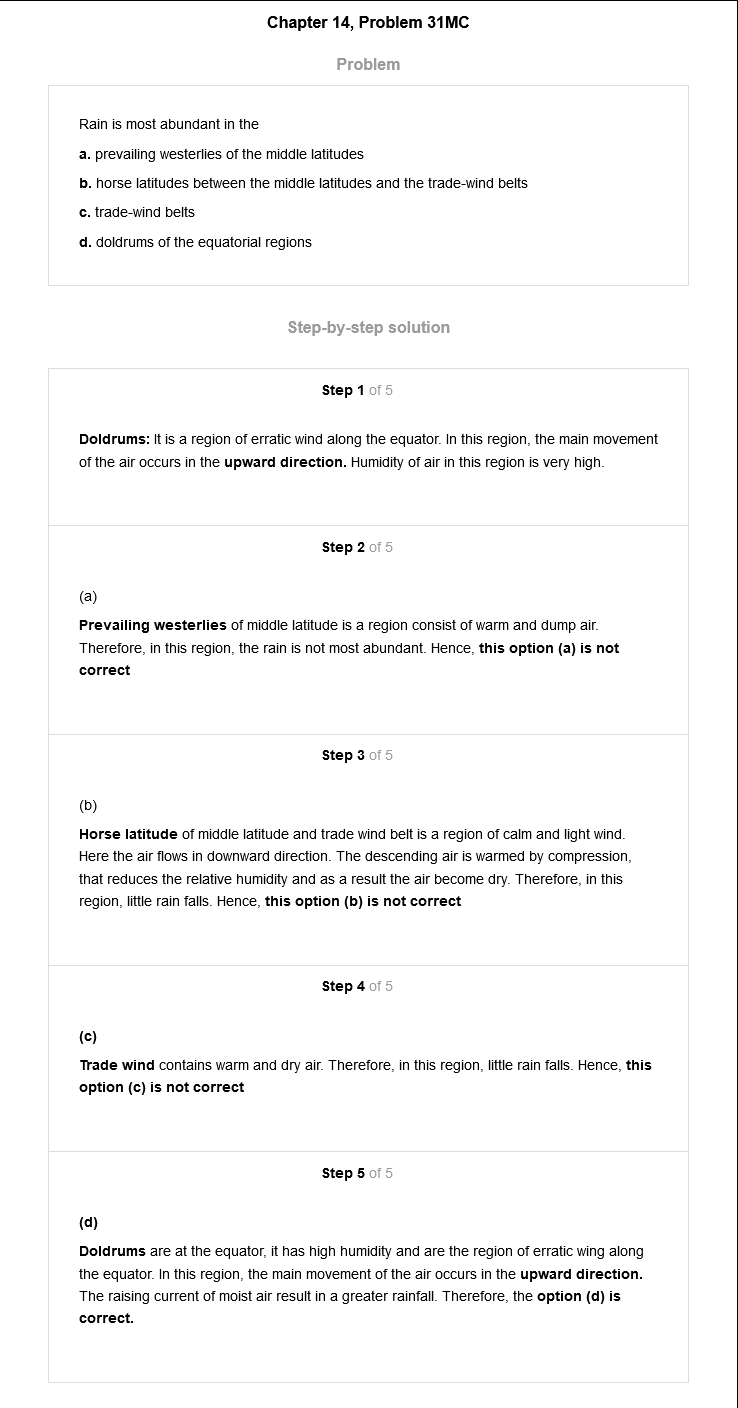 Chapter 14, Problem 31MC
Problem
Rain is most abundant in the
a. prevailing westerlies of the middle latitudes
b. horse latitudes between the middle latitudes and the trade-wind belts
c. trade-wind belts
d. doldrums of the equatorial regions
Step-by-step solution
Step 1 of 5
Doldrums: It is a region of erratic wind along the equator. In this region, the main movement
of the air occurs in the upward direction. Humidity of air in this region is very high.
Step 2 of 5
(a)
Prevailing westerlies of middle latitude is a region consist of warm and dump air.
Therefore, in this region, the rain is not most abundant. Hence, this option (a) is not
correct
Step 3 of 5
(b)
Horse latitude of middle latitude and trade wind belt is a region of calm and light wind.
Here the air flows in downward direction. The descending air is warmed by compression,
that reduces the relative humidity and as a result the air become dry. Therefore, in this
region, little rain falls. Hence, this option (b) is not correct
Step 4 of 5
(c)
Trade wind contains warm and dry air. Therefore, in this region, little rain falls. Hence, this
option (c) is not correct
Step 5 of 5
(d)
Doldrums are at the equator, it has high humidity and are the region of erratic wing along
the equator. In this region, the main movement of the air occurs in the upward direction.
The raising current of moist air result in a greater rainfall. Therefore, the option (d) is
correct.